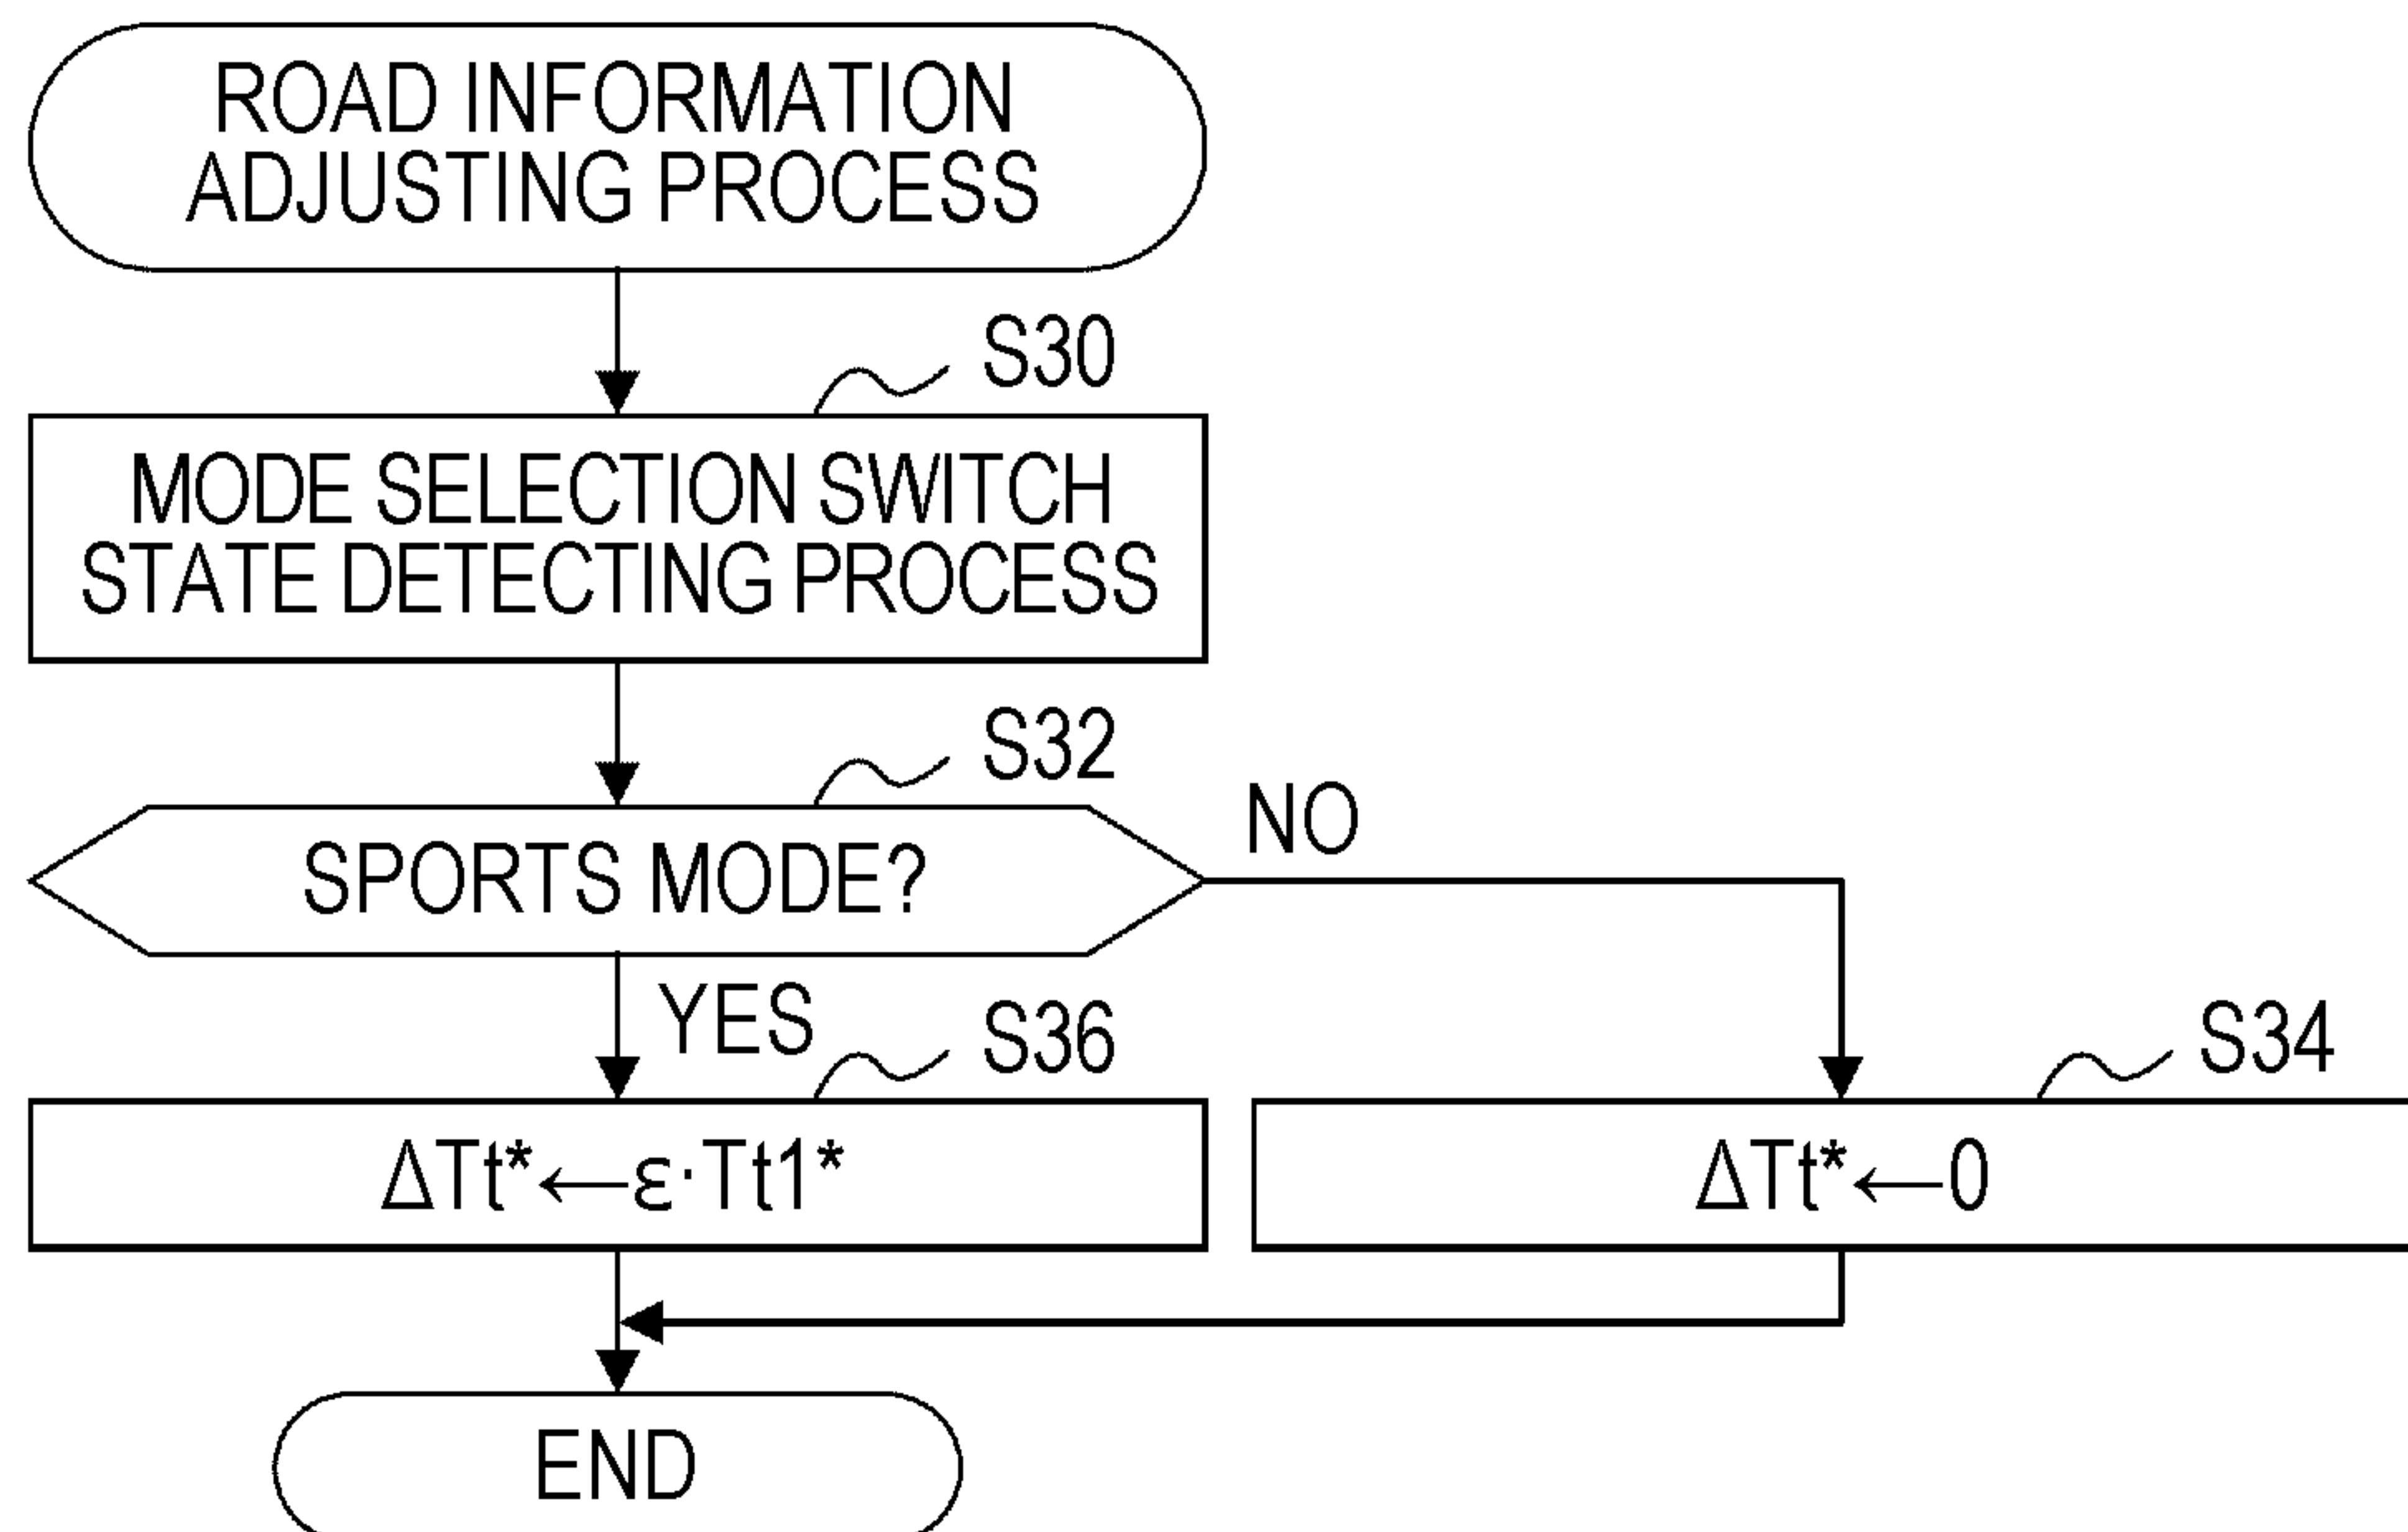 ROAD INFORMATION
ADJUSTING PROCESS
S30
MODE SELECTION SWITCH
STATE DETECTING PROCESS
S32
SPORTS MODE?
NO
YES
S36
S34
ΔTt*←ε·Tt1*
ΔTt*←0
END